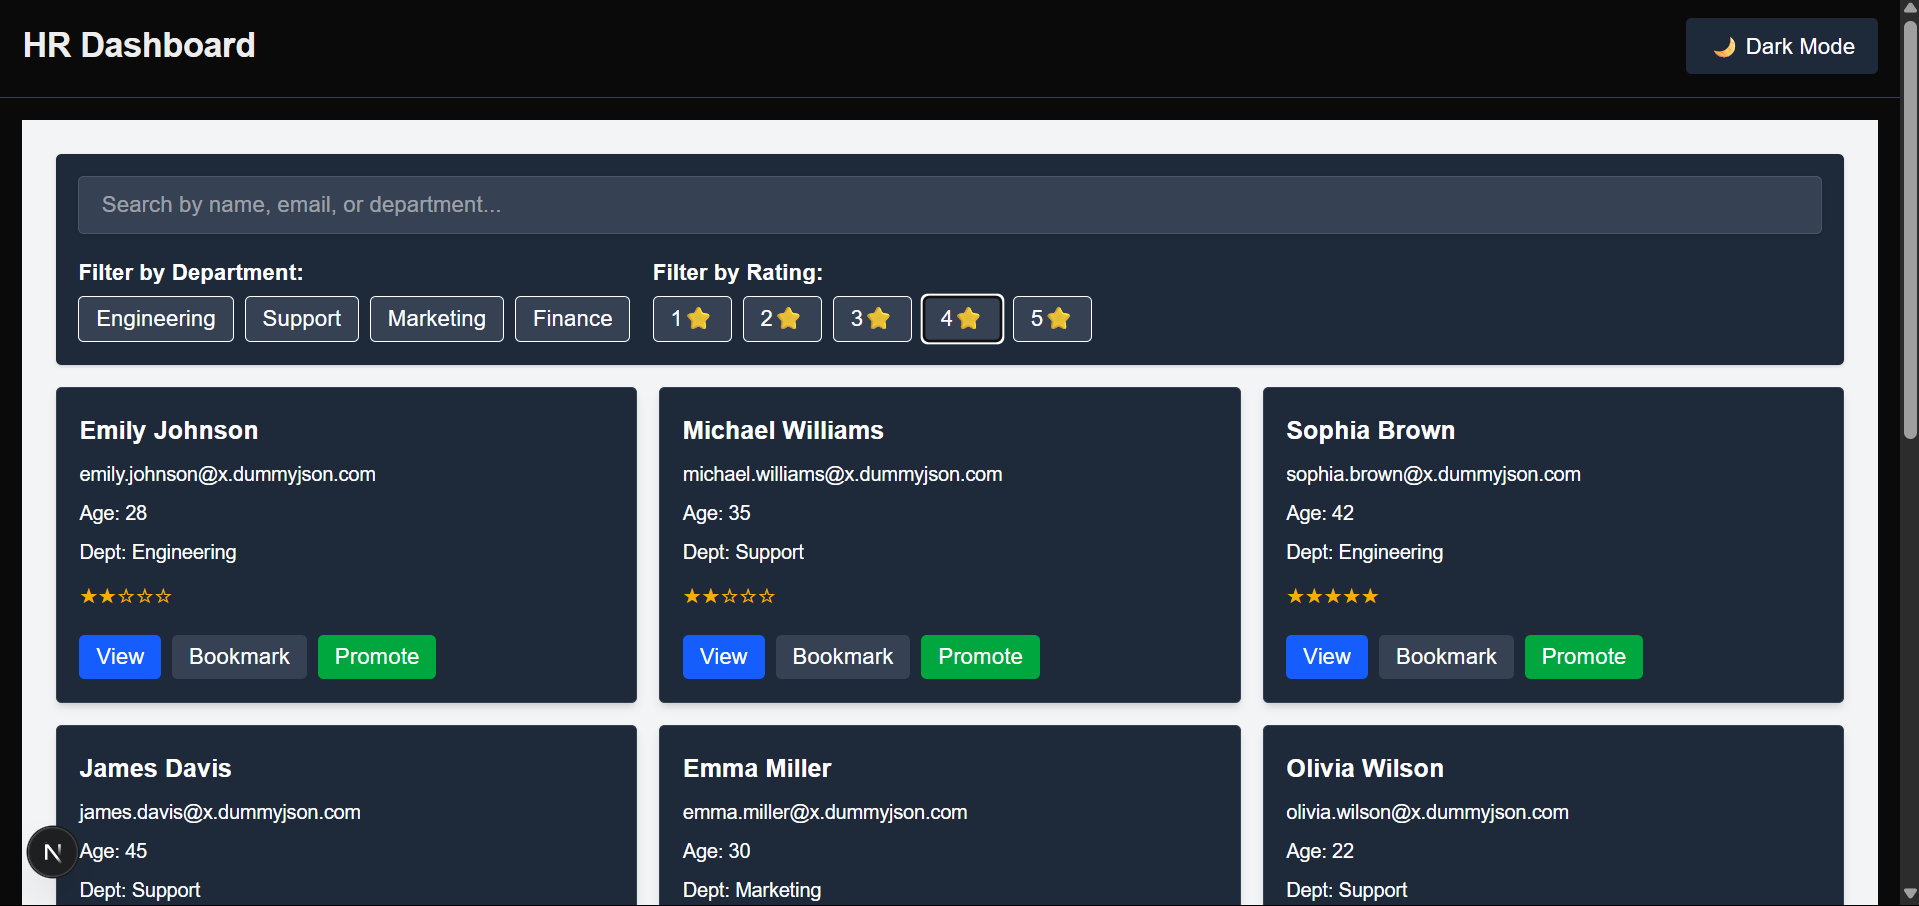 HR Dashboard
🌙 Dark Mode
Search by name, email, or department...
Filter by Department:
Engineering Support Marketing Finance
Filter by Rating:
1⭐ 2⭐ 3⭐ 4⭐ 5⭐
Emily Johnson
emily.johnson@x.dummyjson.com
Age: 28
Dept: Engineering
★★☆☆☆
View Bookmark Promote
Michael Williams
michael.williams@x.dummyjson.com
Age: 35
Dept: Support
★★☆☆☆
View Bookmark Promote
Sophia Brown
sophia.brown@x.dummyjson.com
Age: 42
Dept: Engineering
★★★★★
View Bookmark Promote
James Davis
james.davis@x.dummyjson.com
Age: 45
Dept: Support
Emma Miller
emma.miller@x.dummyjson.com
Age: 30
Dept: Marketing
Olivia Wilson
olivia.wilson@x.dummyjson.com
Age: 22
Dept: Support
N